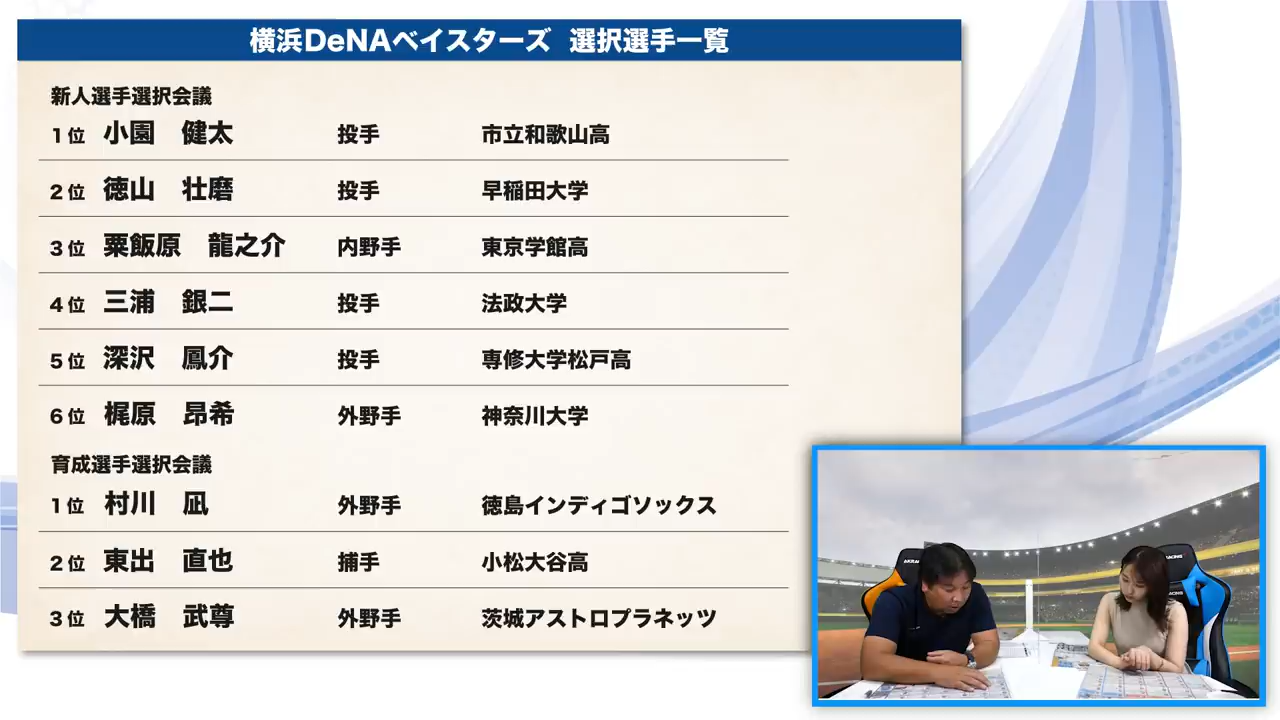 横浜DeNAベイスターズ 選択選手一覧
新人選手選択会議
1位 小園 健太 投手 市立和歌山高
2位 徳山 壮磨 投手 早稲田大学
3位 粟飯原 龍之介 内野手 東京学館高
4位 三浦 銀二 投手 法政大学
5位 深沢 鳳介 投手 専修大学松戸高
6位 梶原 昂希 外野手 神奈川大学
育成選手選択会議
1位 村川 凪 外野手 徳島インディゴソックス
2位 東出 直也 捕手 小松大谷高
3位 大橋 武尊 外野手 茨城アストロプラネッツ